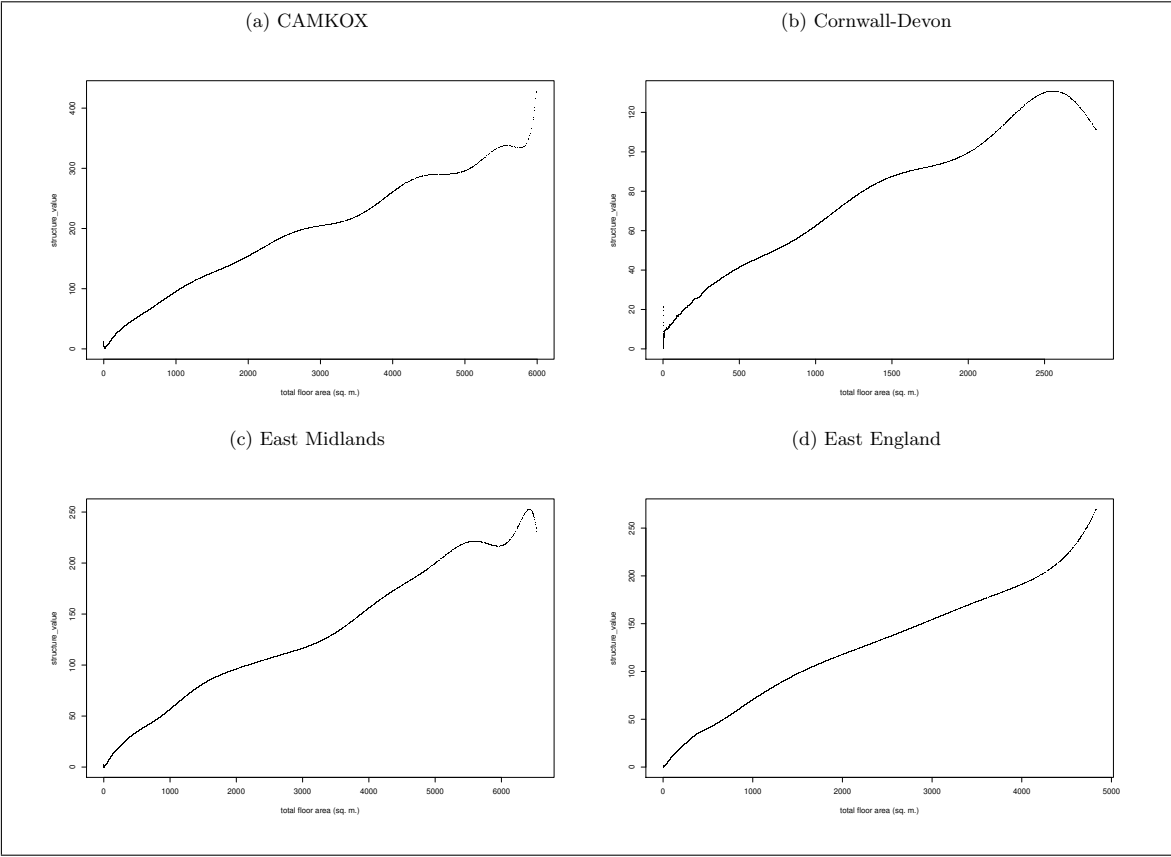 (a) CAMKOX
(b) Cornwall-Devon
structure_value
0 100 200 300 400
0 1000 2000 3000 4000 5000 6000
total floor area (sq. m.)
structure_value
0 20 40 60 80 100 120
0 500 1000 1500 2000 2500
total floor area (sq. m.)
(c) East Midlands
(d) East England
structure_value
0 50 100 150 200 250
0 1000 2000 3000 4000 5000 6000
total floor area (sq. m.)
structure_value
0 50 100 150 200 250
0 1000 2000 3000 4000 5000
total floor area (sq. m.)